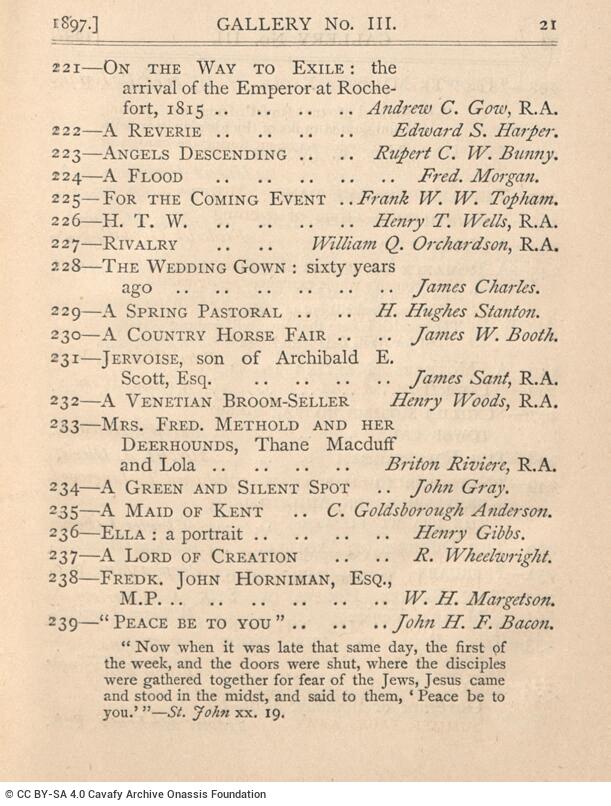 1897.] GALLERY No. III. 21
221—ON THE WAY TO EXILE: the
arrival of the Emperor at Roche-
fort, 1815 .. .. .. .. Andrew C. Gow, R.A.
222—A REVERIE .. .. .. .. Edward S. Harper.
223—ANGELS DESCENDING .. .. Rupert C. W. Bunny.
224—A FLOOD .. .. .. .. .. .. Fred. Morgan.
225—FOR THE COMING EVENT .. Frank W. W. Topham.
226—H. T. W. .. .. .. .. .. Henry T. Wells, R.A.
227—RIVALRY .. .. .. William Q. Orchardson, R.A.
228—THE WEDDING GOWN: sixty years
ago .. .. .. .. .. .. .. James Charles.
229—A SPRING PASTORAL .. .. H. Hughes Stanton.
230—A COUNTRY HORSE FAIR .. .. James W. Booth.
231—JERVOISE, son of Archibald E.
Scott, Esq. .. .. .. .. .. James Sant, R.A.
232—A VENETIAN BROOM-SELLER Henry Woods, R.A.
233—MRS. FRED. METHOLD AND HER
DEERHOUNDS, Thane Macduff
and Lola .. .. .. .. .. Briton Riviere, R.A.
234—A GREEN AND SILENT SPOT .. John Gray.
235—A MAID OF KENT .. C. Goldsborough Anderson.
236—ELLA: a portrait .. .. .. .. .. Henry Gibbs.
237—A LORD OF CREATION .. .. .. R. Wheelwright.
238—FREDK. JOHN HORNIMAN, ESQ.,
M.P. .. .. .. .. .. .. .. W. H. Margetson.
239—"PEACE BE TO YOU" .. .. .. John H. F. Bacon.
"Now when it was late that same day, the first of
the week, and the doors were shut, where the disciples
were gathered together for fear of the Jews, Jesus came
and stood in the midst, and said to them, 'Peace be to
you.'"—St. John xx. 19.
© CC BY-SA 4.0 Cavafy Archive Onassis Foundation